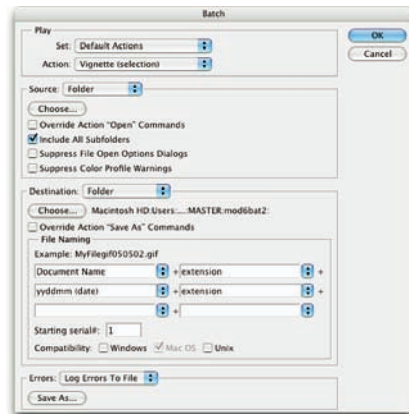 Batch
Play
Set: Default Actions
Action: Vignette (selection)
OK
Cancel
Source: Folder
Choose...
Override Action "Open" Commands
Include All Subfolders
Suppress File Open Options Dialogs
Suppress Color Profile Warnings
Destination: Folder
Choose... Macintosh HD:Users:...:MASTER:mod6bat2:
Override Action "Save As" Commands
File Naming
Example: MyFilegif050502.gif
Document Name + extension +
yyddmm (date) + extension +
+
Starting serial#: 1
Compatibility: Windows Mac OS Unix
Errors: Log Errors To File
Save As...